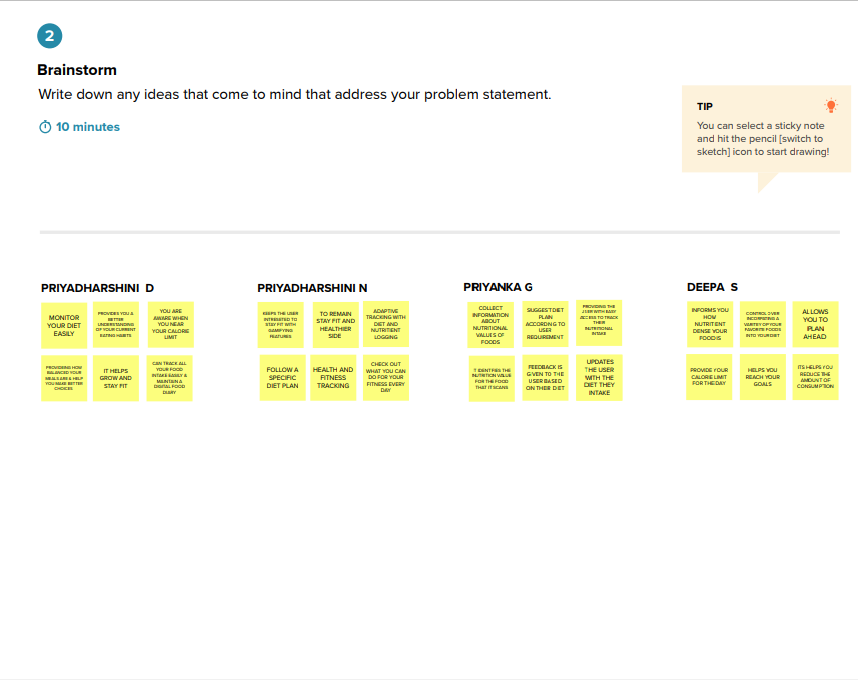 2
Brainstorm
Write down any ideas that come to mind that address your problem statement.
10 minutes
TIP
You can select a sticky note
and hit the pencil [switch to
sketch] icon to start drawing!
PRIYADHARSHINI D
MONITOR
YOUR DIET
EASILY
PROVIDES YOU A
BETTER
UNDERSTANDING
OF YOUR CURRENT
EATING HABITS
YOU ARE
AWARE WHEN
YOU NEAR
YOUR CALORIE
LIMIT
PROVIDING HOW
BALANCED YOUR
MEALS ARE & HELP
YOU MAKE BETTER
CHOICES
IT HELPS
GROW AND
STAY FIT
CAN TRACK ALL
YOUR FOOD
INTAKE EASILY &
MAINTAIN A
DIGITAL FOOD
DIARY
PRIYADHARSHINI N
KEEPS THE USER
INTRESTED TO
STAY FIT WITH
GAMIFYING
FEATURES
TO REMAIN
STAY FIT AND
HEALTHIER
SIDE
ADAPTIVE
TRACKING WITH
DIET AND
NUTRITIENT
LOGGING
FOLLOW A
SPECIFIC
DIET PLAN
HEALTH AND
FITNESS
TRACKING
CHECK OUT
WHAT YOU CAN
DO FOR YOUR
FITNESS EVERY
DAY
PRIYANKA G
COLLECT
INFORMATION
ABOUT
NUTRITIONAL
VALUES OF
FOODS
SUGGEST DIET
PLAN
ACCORDING TO
USER
REQUIREMENT
PROVIDING THE
USER WITH EASY
ACCESS TO TRACK
THEIR
NUTRITIONAL
INTAKE
IT IDENTIFIES THE
NUTRITION VALUE
FOR THE FOOD
THAT IT SCANS
FEEDBACK IS
GIVEN TO THE
USER BASED
ON THEIR DIET
UPDATES
THE USER
WITH THE
DIET THEY
INTAKE
DEEPA S
INFORMS YOU
HOW
NUTRITENT
DENSE YOUR
FOOD IS
CONTROL OVER
INCORPRATING A
VARITEY OF YOUR
FAVORITE FOODS
INTO YOUR DIET
ALLOWS
YOU TO
PLAN
AHEAD
PROVIDE YOUR
CALORIE LIMIT
FOR THE DAY
HELPS YOU
REACH YOUR
GOALS
ITS HELPS YOU
REDUCE THE
AMOUNT OF
CONSUMPTION